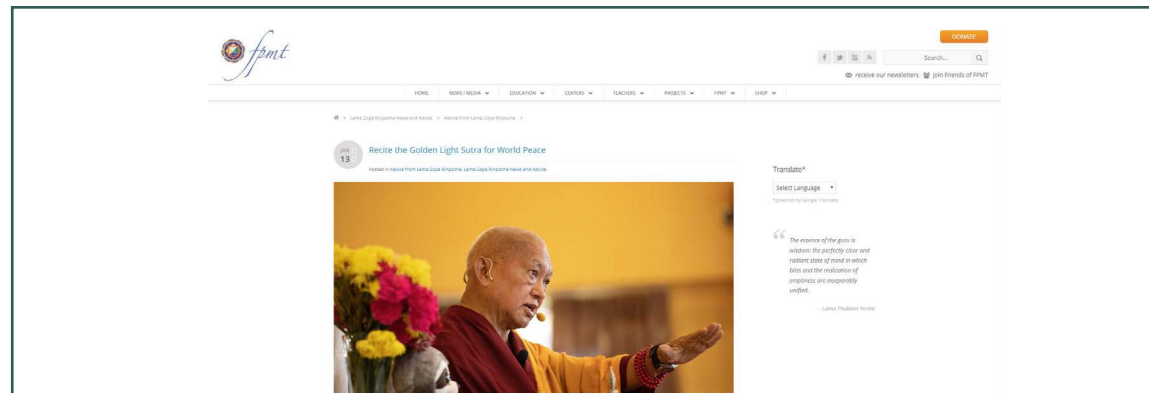 fpmt
DONATE
Search...
receive our newsletters join Friends of FPMT
HOME NEWS / MEDIA EDUCATION CENTERS TEACHERS PROJECTS FPMT SHOP
Lama Zopa Rinpoche News and Advice > Advice from Lama Zopa Rinpoche >
JAN
13
Recite the Golden Light Sutra for World Peace
Posted in Advice from Lama Zopa Rinpoche, Lama Zopa Rinpoche News and Advice.
Translate*
Select Language
*powered by Google Translate
The essence of the guru is
wisdom: the perfectly clear and
radiant state of mind in which
bliss and the realization of
emptiness are inseparably
unified.
- Lama Thubten Yeshe